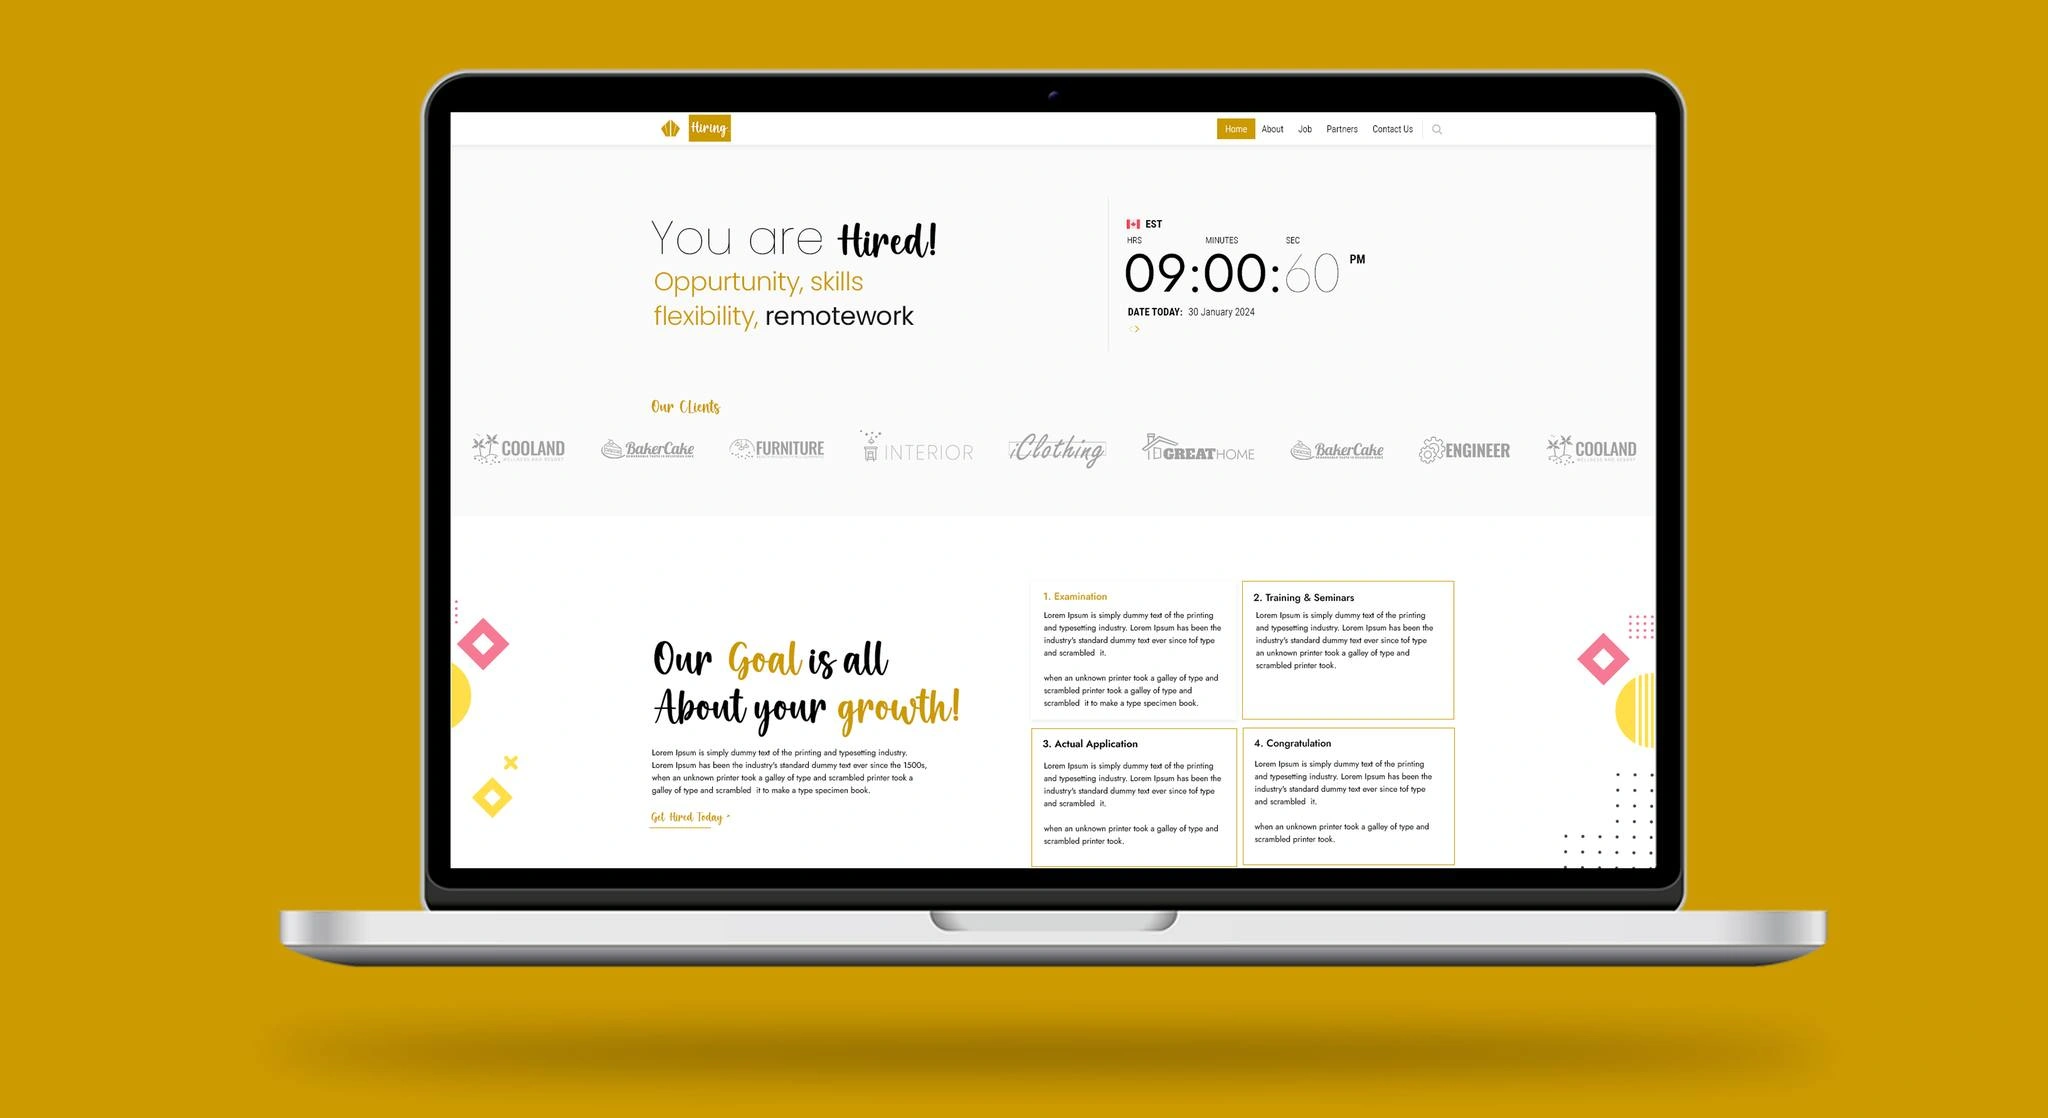 Hiring.
Home About Job Partners Contact Us
You are Hired!
Oppurtunity, skills
flexibility, remotework
EST
HRS MINUTES SEC
09:00:60 PM
DATE TODAY: 30 January 2024
Our CLients
COOLAND
BakerCake
FURNITURE
INTERIOR
iClothing
GREATHOME
BakerCake
ENGINEER
COOLAND
Our Goal is all
About your growth!
Lorem Ipsum is simply dummy text of the printing and typesetting industry.
Lorem Ipsum has been the industry's standard dummy text ever since the 1500s,
when an unknown printer took a galley of type and scrambled printer took a
galley of type and scrambled it to make a type specimen book.
Get Hired Today
1. Examination
Lorem Ipsum is simply dummy text of the printing
and typesetting industry. Lorem Ipsum has been the
industry's standard dummy text ever since tof type
and scrambled it.
when an unknown printer took a galley of type and
scrambled printer took a galley of type and
scrambled it to make a type specimen book.
2. Training & Seminars
Lorem Ipsum is simply dummy text of the printing
and typesetting industry. Lorem Ipsum has been the
industry's standard dummy text ever since tof type
an unknown printer took a galley of type and
scrambled printer took.
3. Actual Application
Lorem Ipsum is simply dummy text of the printing
and typesetting industry. Lorem Ipsum has been the
industry's standard dummy text ever since tof type
and scrambled it.
when an unknown printer took a galley of type and
scrambled printer took.
4. Congratulation
Lorem Ipsum is simply dummy text of the printing
and typesetting industry. Lorem Ipsum has been the
industry's standard dummy text ever since tof type
and scrambled it.
when an unknown printer took a galley of type and
scrambled printer took.